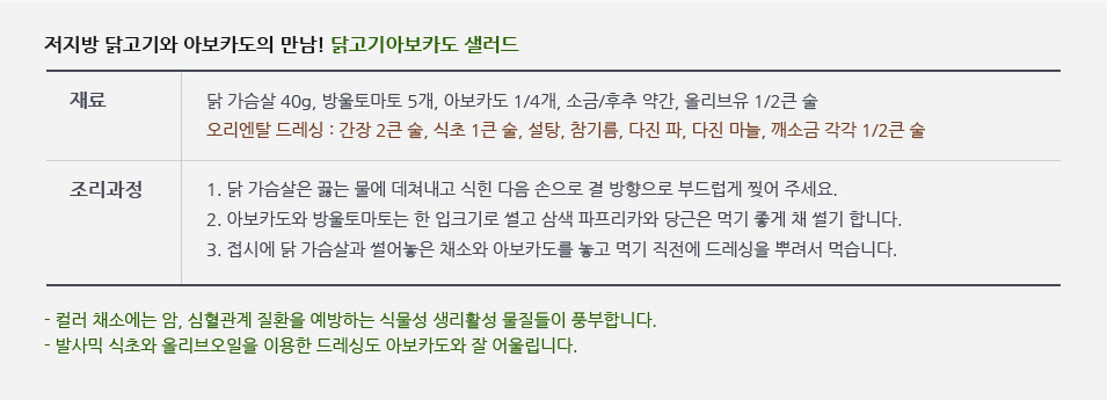 저지방 닭고기와 아보카도의 만남! 닭고기아보카도 샐러드
재료
닭 가슴살 40g, 방울토마토 5개, 아보카도 1/4개, 소금/후추 약간, 올리브유 1/2큰 술
오리엔탈 드레싱 : 간장 2큰 술, 식초 1큰 술, 설탕, 참기름, 다진 파, 다진 마늘, 깨소금 각각 1/2큰 술
조리과정
1. 닭 가슴살은 끓는 물에 데쳐내고 식힌 다음 손으로 결 방향으로 부드럽게 찢어 주세요.
2. 아보카도와 방울토마토는 한 입크기로 썰고 삼색 파프리카와 당근은 먹기 좋게 채 썰기 합니다.
3. 접시에 닭 가슴살과 썰어놓은 채소와 아보카도를 놓고 먹기 직전에 드레싱을 뿌려서 먹습니다.
- 컬러 채소에는 암, 심혈관계 질환을 예방하는 식물성 생리활성 물질들이 풍부합니다.
- 발사믹 식초와 올리브오일을 이용한 드레싱도 아보카도와 잘 어울립니다.